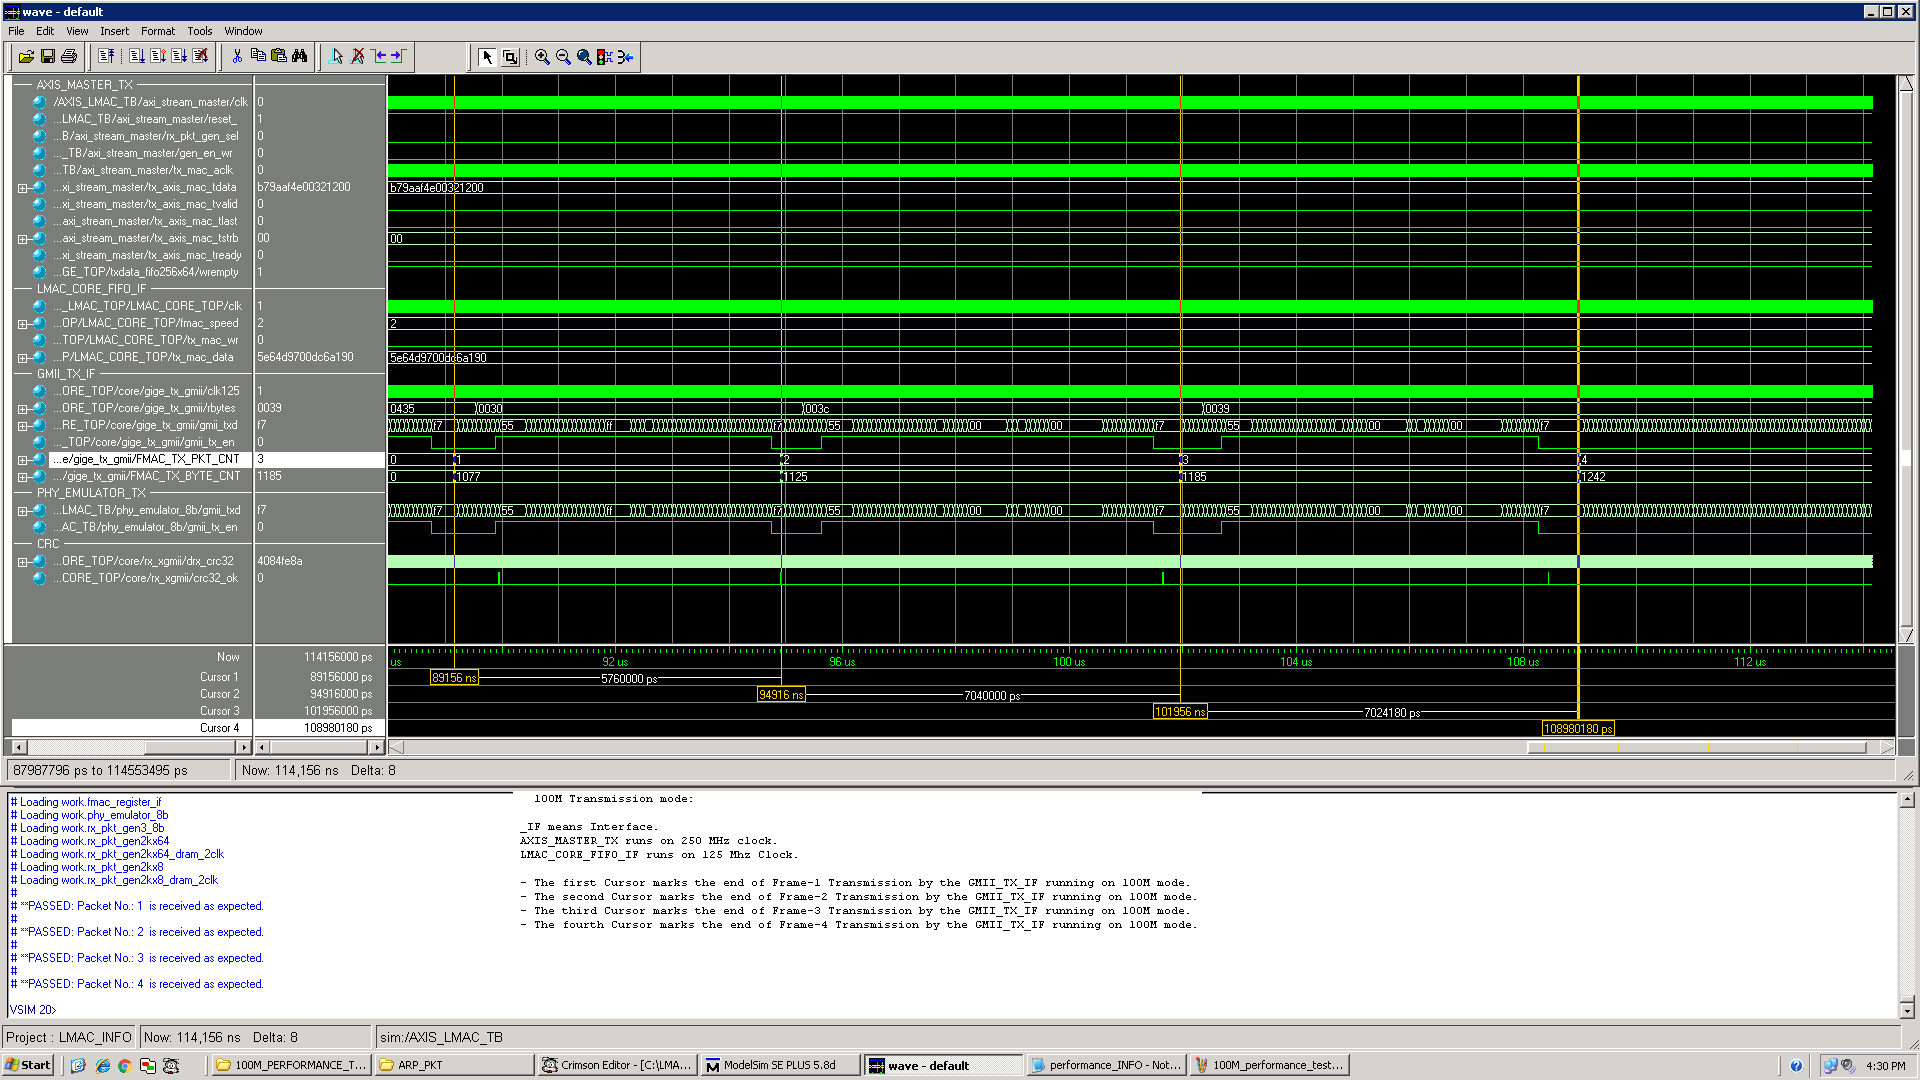 wave - default
File Edit View Insert Format Tools Window
AXIS_MASTER_TX
/AXIS_LMAC_TB/axi_stream_master/clk 0
...LMAC_TB/axi_stream_master/reset_ 1
...B/axi_stream_master/rx_pkt_gen_sel 0
..._TB/axi_stream_master/gen_en_wr 0
...TB/axi_stream_master/tx_mac_aclk 0
...xi_stream_master/tx_axis_mac_tdata b79aaf4e00321200 b79aaf4e00321200
...xi_stream_master/tx_axis_mac_tvalid 0
...axi_stream_master/tx_axis_mac_tlast 0
...axi_stream_master/tx_axis_mac_tstrb 00 00
...xi_stream_master/tx_axis_mac_tready 0
...GE_TOP/txdata_fifo256x64/wrempty 1
LMAC_CORE_FIFO_IF
..._LMAC_TOP/LMAC_CORE_TOP/clk 1
...OP/LMAC_CORE_TOP/fmac_speed 2 2
...TOP/LMAC_CORE_TOP/tx_mac_wr 0
...P/LMAC_CORE_TOP/tx_mac_data 5e64d9700dc6a190 5e64d9700dc6a190
GMII_TX_IF
...ORE_TOP/core/gige_tx_gmii/clk125 1
...ORE_TOP/core/gige_tx_gmii/rbytes 0039 0435 0030 003c 0039
...RE_TOP/core/gige_tx_gmii/gmii_txd f7 f7 55 ff f7 55 00 00 f7 55 00 00 f7
..._TOP/core/gige_tx_gmii/gmii_tx_en 0
...e/gige_tx_gmii/FMAC_TX_PKT_CNT 3 0 1 2 3 4
.../gige_tx_gmii/FMAC_TX_BYTE_CNT 1185 0 1077 1125 1185 1242
PHY_EMULATOR_TX
...LMAC_TB/phy_emulator_8b/gmii_txd f7 f7 55 ff f7 55 00 00 f7 55 00 00 f7
...AC_TB/phy_emulator_8b/gmii_tx_en 0
CRC
...ORE_TOP/core/rx_xgmii/drx_crc32 4084fe8a
...CORE_TOP/core/rx_xgmii/crc32_ok 0
Now 114156000 ps us 92 us 96 us 100 us 104 us 108 us 112 us
Cursor 1 89156000 ps 89156 ns 5760000 ps
Cursor 2 94916000 ps 94916 ns 7040000 ps
Cursor 3 101956000 ps 101956 ns 7024180 ps
Cursor 4 108980180 ps 108980180 ps
87987796 ps to 114553495 ps Now: 114,156 ns Delta: 8
# Loading work.fmac_register_if
# Loading work.phy_emulator_8b
# Loading work.rx_pkt_gen3_8b
# Loading work.rx_pkt_gen2kx64
# Loading work.rx_pkt_gen2kx64_dram_2clk
# Loading work.rx_pkt_gen2kx8
# Loading work.rx_pkt_gen2kx8_dram_2clk
#
# **PASSED: Packet No.: 1 is received as expected.
#
# **PASSED: Packet No.: 2 is received as expected.
#
# **PASSED: Packet No.: 3 is received as expected.
#
# **PASSED: Packet No.: 4 is received as expected.
VSIM 20>
100M Transmission mode:
_IF means Interface.
AXIS_MASTER_TX runs on 250 MHz clock.
LMAC_CORE_FIFO_IF runs on 125 Mhz Clock.
- The first Cursor marks the end of Frame-1 Transmission by the GMII_TX_IF running on 100M mode.
- The second Cursor marks the end of Frame-2 Transmission by the GMII_TX_IF running on 100M mode.
- The third Cursor marks the end of Frame-3 Transmission by the GMII_TX_IF running on 100M mode.
- The fourth Cursor marks the end of Frame-4 Transmission by the GMII_TX_IF running on 100M mode.
Project : LMAC_INFO Now: 114,156 ns Delta: 8 sim:/AXIS_LMAC_TB
Start 100M_PERFORMANCE_T... ARP_PKT Crimson Editor - [C:\LMA... ModelSim SE PLUS 5.8d wave - default performance_INFO - Not... 100M_performance_test... 4:30 PM